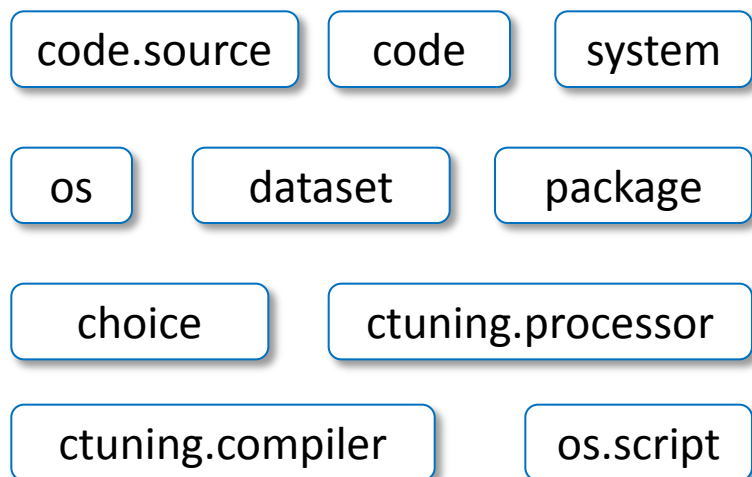 code.source code system
os dataset package
choice ctuning.processor
ctuning.compiler os.script